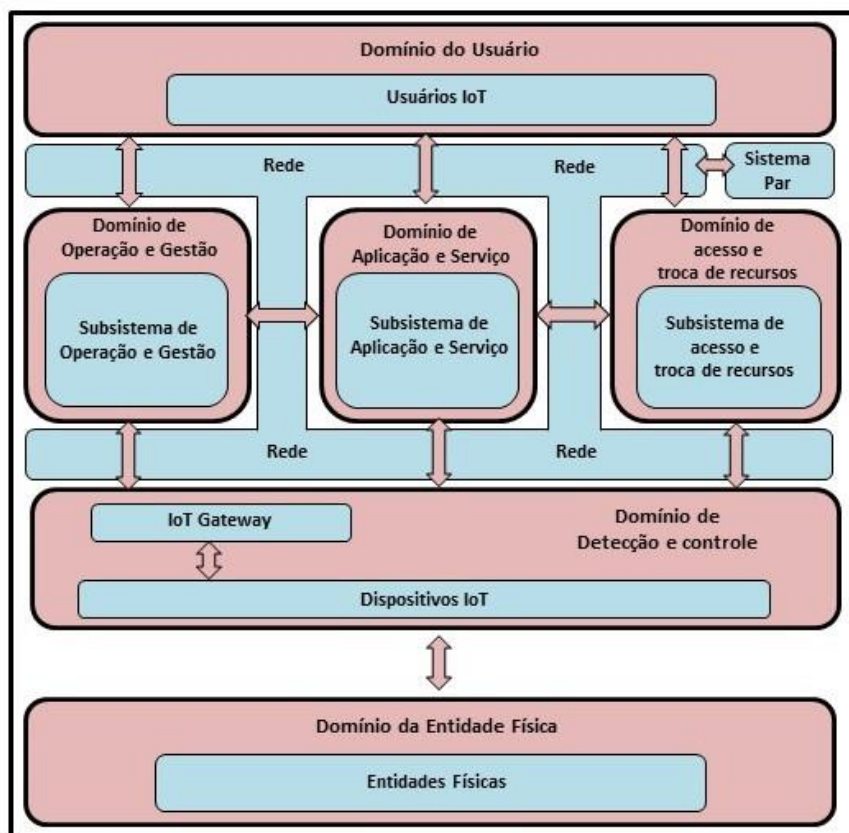 Domínio do Usuário
Usuários IoT
Rede
Rede
Sistema
Par
Domínio de
Operação e Gestão
Subsistema de
Operação e Gestão
Domínio de
Aplicação e Serviço
Subsistema de
Aplicação e Serviço
Domínio de
acesso e
troca de recursos
Subsistema de
acesso e
troca de recursos
Rede
Rede
IoT Gateway
Domínio de
Detecção e controle
Dispositivos IoT
Domínio da Entidade Física
Entidades Físicas